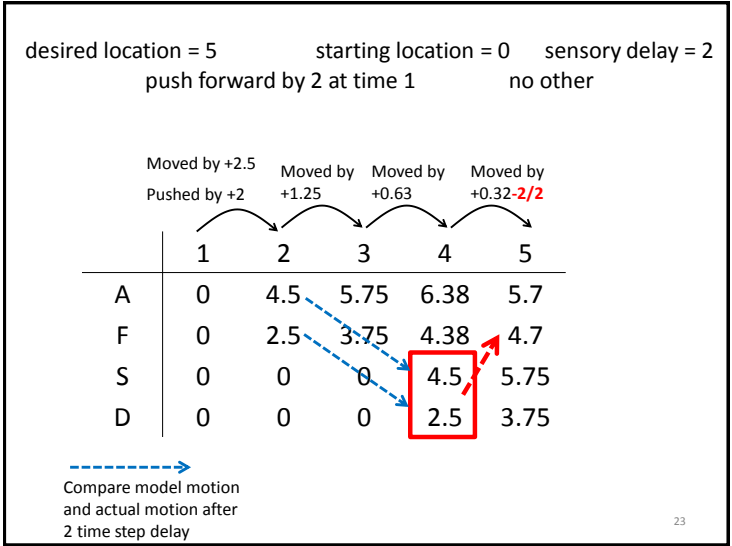 desired location = 5 starting location = 0 sensory delay = 2
push forward by 2 at time 1 no other
Moved by +2.5
Pushed by +2
Moved by
+1.25
Moved by
+0.63
Moved by
+0.32-2/2
1 2 3 4 5
A 0 4.5 5.75 6.38 5.7
F 0 2.5 3.75 4.38 4.7
S 0 0 0 4.5 5.75
D 0 0 0 2.5 3.75
Compare model motion
and actual motion after
2 time step delay
23